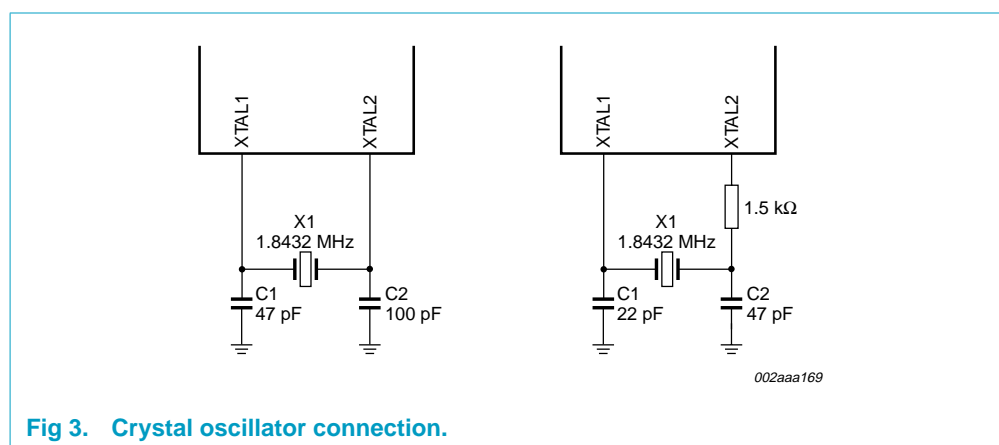 XTAL1
XTAL2
X1
1.8432 MHz
C1
47 pF
C2
100 pF
XTAL1
XTAL2
1.5 kΩ
X1
1.8432 MHz
C1
22 pF
C2
47 pF
002aaa169
Fig 3. Crystal oscillator connection.